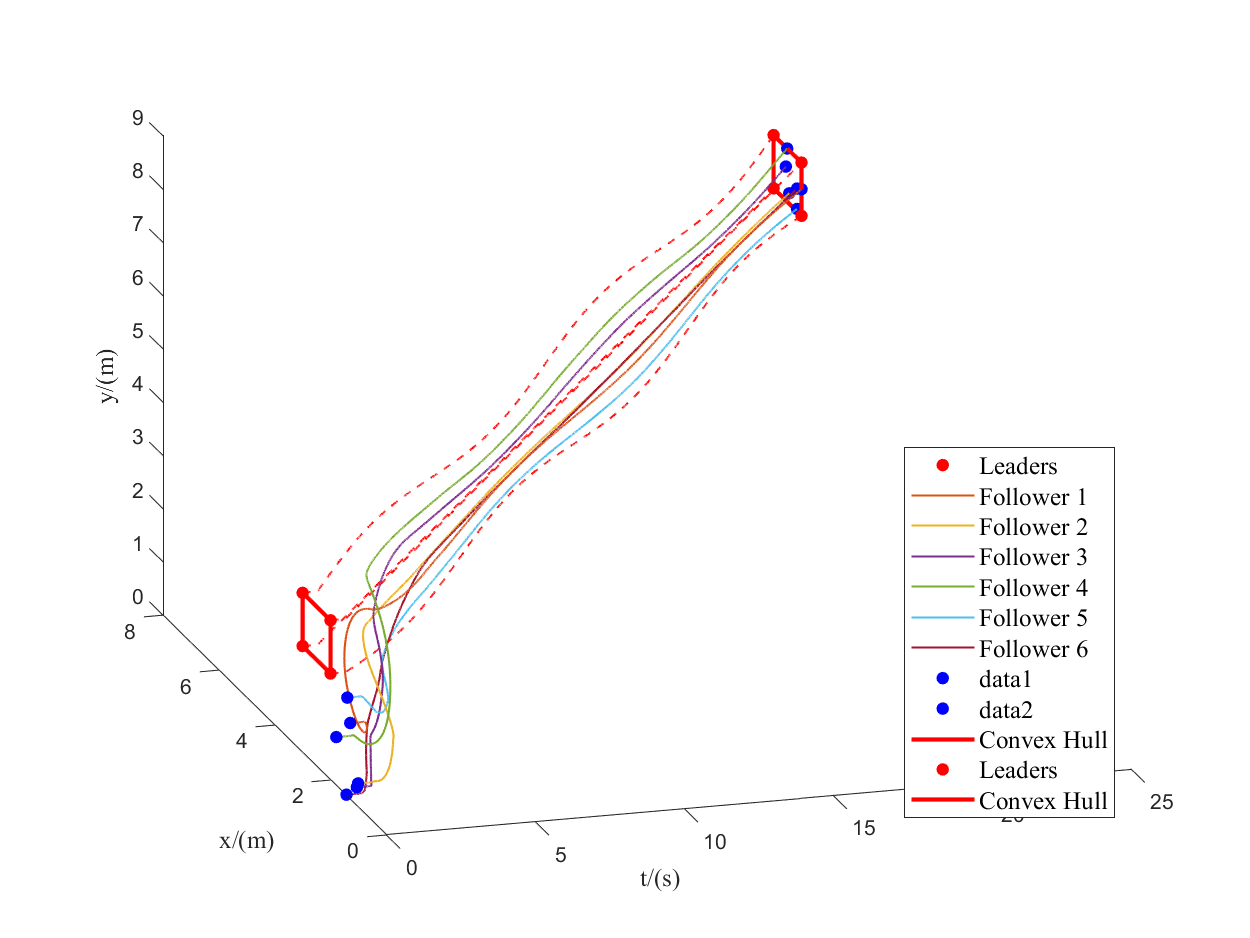 9
8
7
6
5
4
3
2
1
0
y/(m)
8
6
4
2
0
x/(m)
0
5
10
15
25
t/(s)
Leaders
Follower 1
Follower 2
Follower 3
Follower 4
Follower 5
Follower 6
data1
data2
Convex Hull
Leaders
Convex Hull